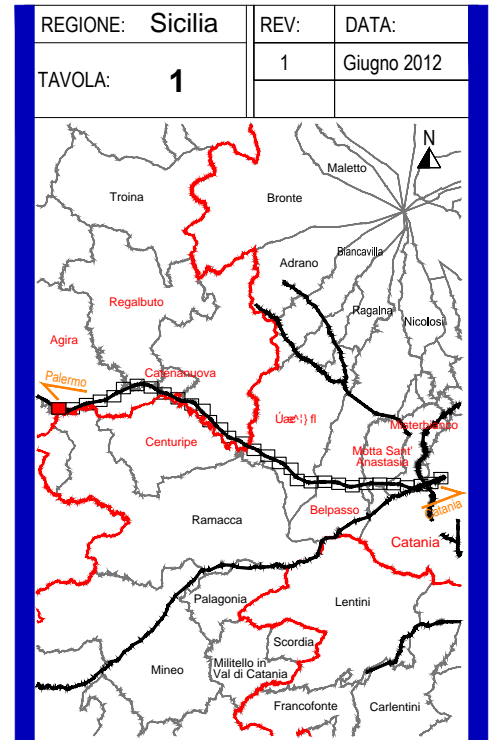 REGIONE: Sicilia
REV:
DATA:
TAVOLA: 1
1
Giugno 2012
N
Maletto
Troina
Bronte
Biancavilla
Adrano
Regalbuto
Ragalna
Nicolosi
Agira
Catenanuova
Palermo
Misterbianco
Centuripe
Motta Sant'
Anastasia
Belpasso
Ramacca
Catania
Catania
Palagonia
Lentini
Scordia
Mineo
Militello in
Val di Catania
Francofonte
Carlentini